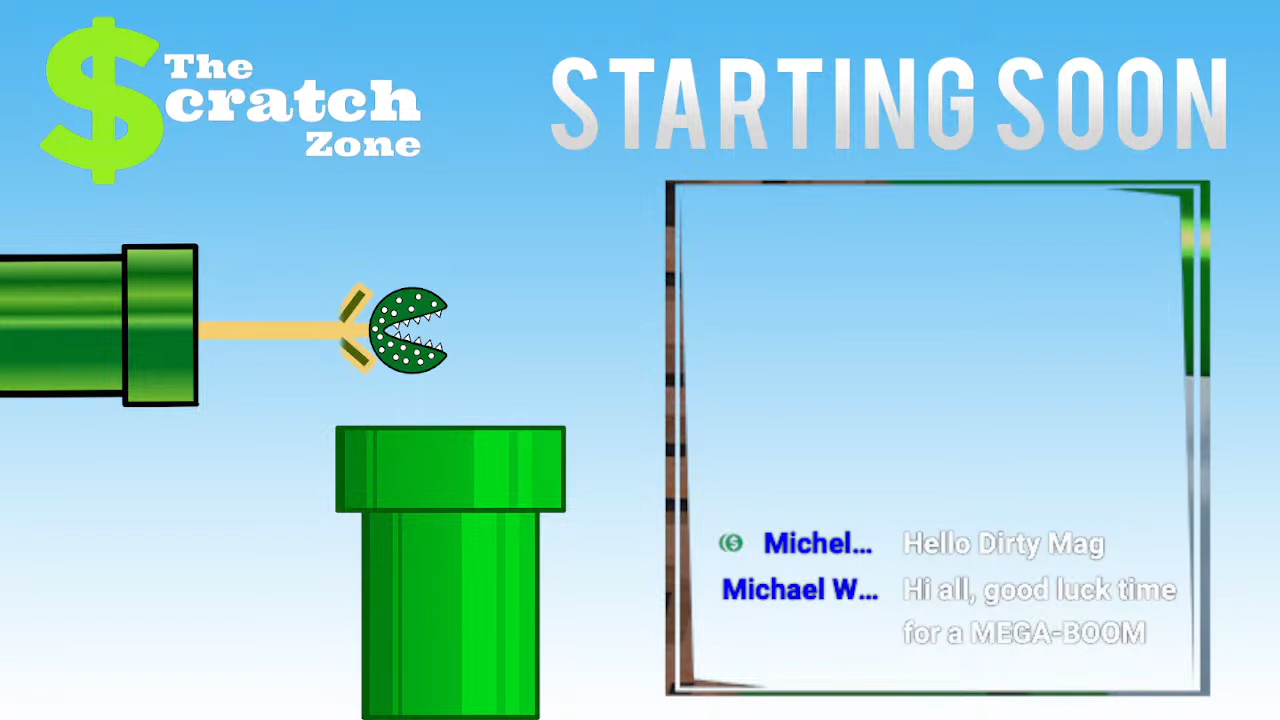 The
$cratch
Zone
STARTING SOON
Michel... Hello Dirty Mag
Michael W... Hi all, good luck time
for a MEGA-BOOM